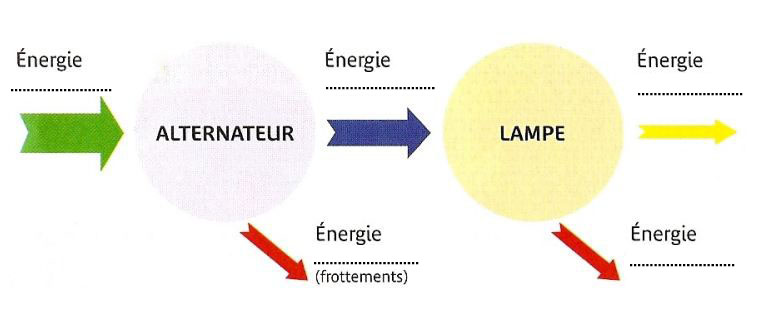 Énergie
Énergie
Énergie
ALTERNATEUR
LAMPE
Énergie
(frottements)
Énergie